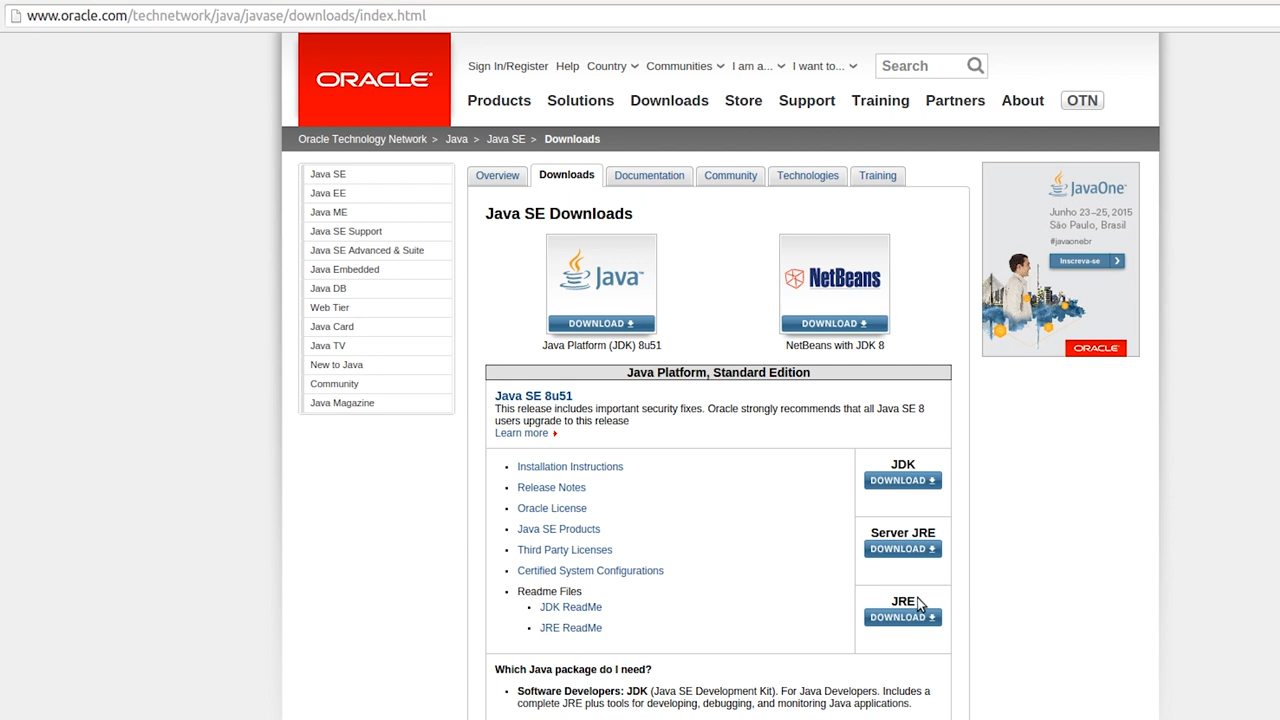 www.oracle.com/technetwork/java/javase/downloads/index.html
ORACLE®
Sign In/Register Help Country Communities I am a... I want to... Search
Products Solutions Downloads Store Support Training Partners About OTN
Oracle Technology Network > Java > Java SE > Downloads
Java SE
Java EE
Java ME
Java SE Support
Java SE Advanced & Suite
Java Embedded
Java DB
Web Tier
Java Card
Java TV
New to Java
Community
Java Magazine
Overview Downloads Documentation Community Technologies Training
Java SE Downloads
Java™
DOWNLOAD
Java Platform (JDK) 8u51
NetBeans
DOWNLOAD
NetBeans with JDK 8
Java Platform, Standard Edition
Java SE 8u51
This release includes important security fixes. Oracle strongly recommends that all Java SE 8
users upgrade to this release
Learn more
Installation Instructions
Release Notes
Oracle License
Java SE Products
Third Party Licenses
Certified System Configurations
Readme Files
JDK ReadMe
JRE ReadMe
JDK
DOWNLOAD
Server JRE
DOWNLOAD
JRE
DOWNLOAD
Which Java package do I need?
Software Developers: JDK (Java SE Development Kit). For Java Developers. Includes a
complete JRE plus tools for developing, debugging, and monitoring Java applications.
JavaOne™
Junho 23–25, 2015
São Paulo, Brasil
#javaonebr
Inscreva-se
ORACLE